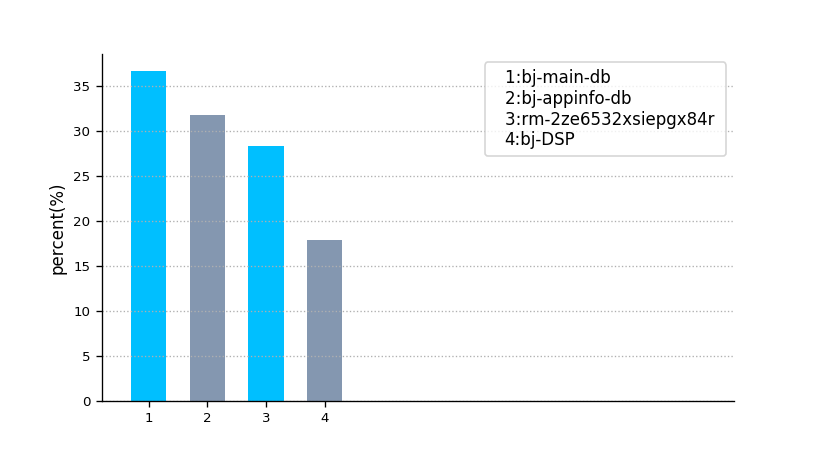 percent(%)
35
30
25
20
15
10
5
0
1 2 3 4
1:bj-main-db
2:bj-appinfo-db
3:rm-2ze6532xsiepgx84r
4:bj-DSP